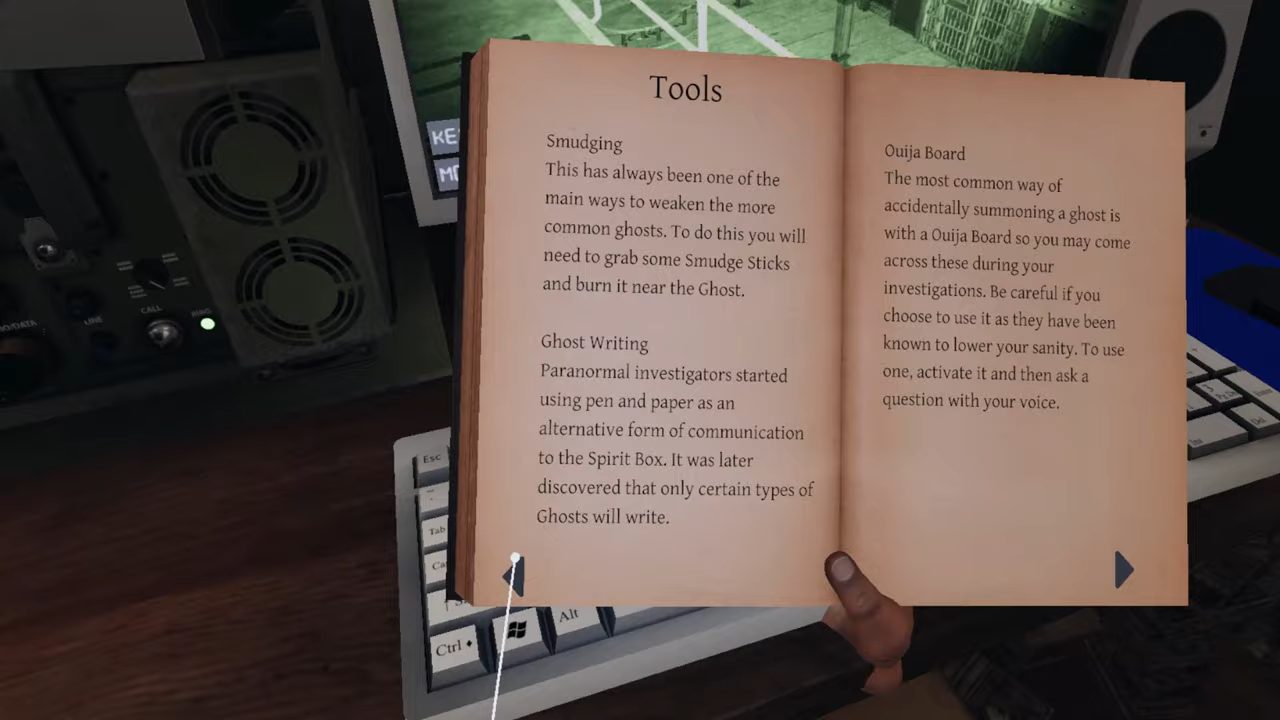 Tools
Smudging
This has always been one of the
main ways to weaken the more
common ghosts. To do this you will
need to grab some Smudge Sticks
and burn it near the Ghost.
Ghost Writing
Paranormal investigators started
using pen and paper as an
alternative form of communication
to the Spirit Box. It was later
discovered that only certain types of
Ghosts will write.
Ouija Board
The most common way of
accidentally summoning a ghost is
with a Ouija Board so you may come
across these during your
investigations. Be careful if you
choose to use it as they have been
known to lower your sanity. To use
one, activate it and then ask a
question with your voice.
KE
LINE
CALL
Esc
Tab
Ctrl
Alt